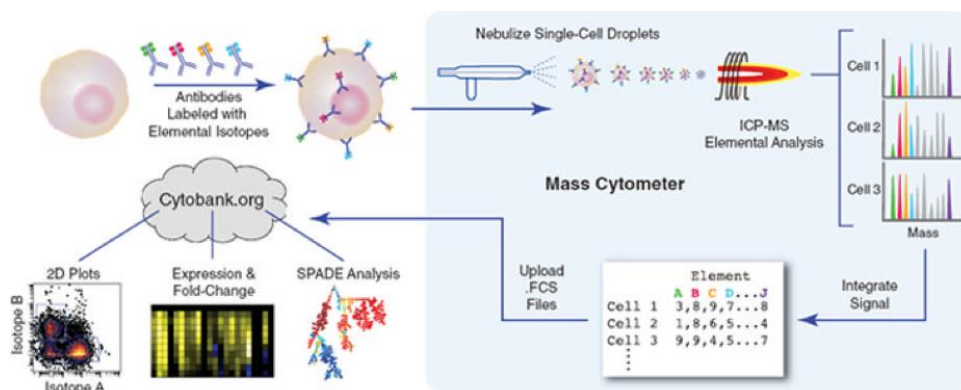 Antibodies
Labeled with
Elemental Isotopes
Nebulize Single-Cell Droplets
ICP-MS
Elemental Analysis
Cell 1
Cell 2
Cell 3
Mass
Mass Cytometer
Integrate
Signal
Element
A B C D...J
Cell 1 3,8,9,7...8
Cell 2 1,8,6,5...4
Cell 3 9,9,4,5...7
Upload
.FCS
Files
Cytobank.org
2D Plots
Isotope B
Isotope A
Expression &
Fold-Change
SPADE Analysis